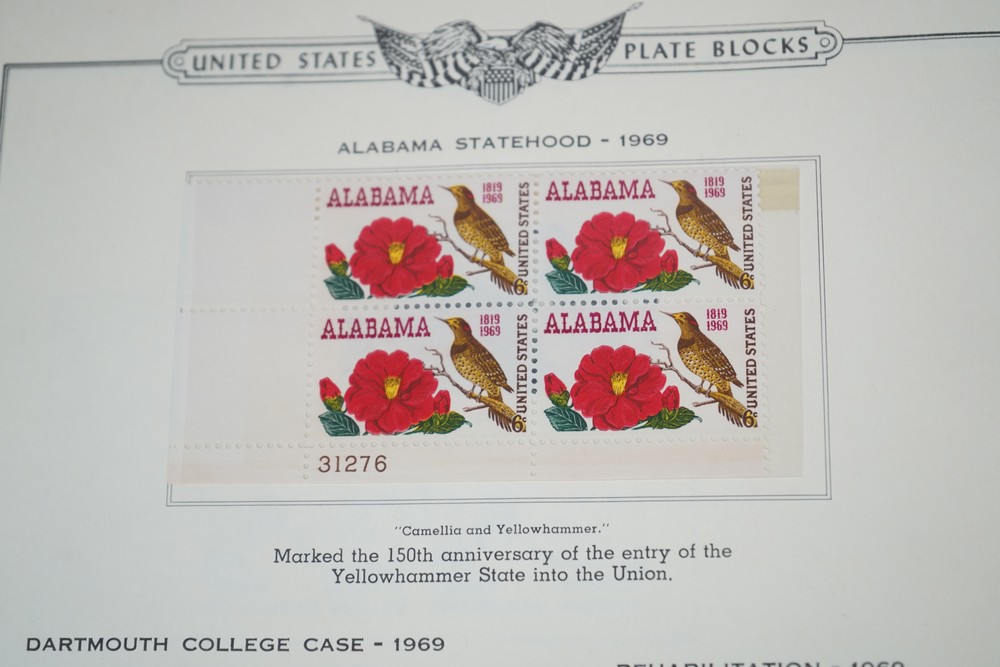 UNITED STATES PLATE BLOCKS
ALABAMA STATEHOOD - 1969
ALABAMA 1819 1969 UNITED STATES 6c
ALABAMA 1819 1969 UNITED STATES 6c
ALABAMA 1819 1969 UNITED STATES 6c
ALABAMA 1819 1969 UNITED STATES 6c
31276
"Camellia and Yellowhammer."
Marked the 150th anniversary of the entry of the
Yellowhammer State into the Union.
DARTMOUTH COLLEGE CASE - 1969
REHABILITATION - 1969